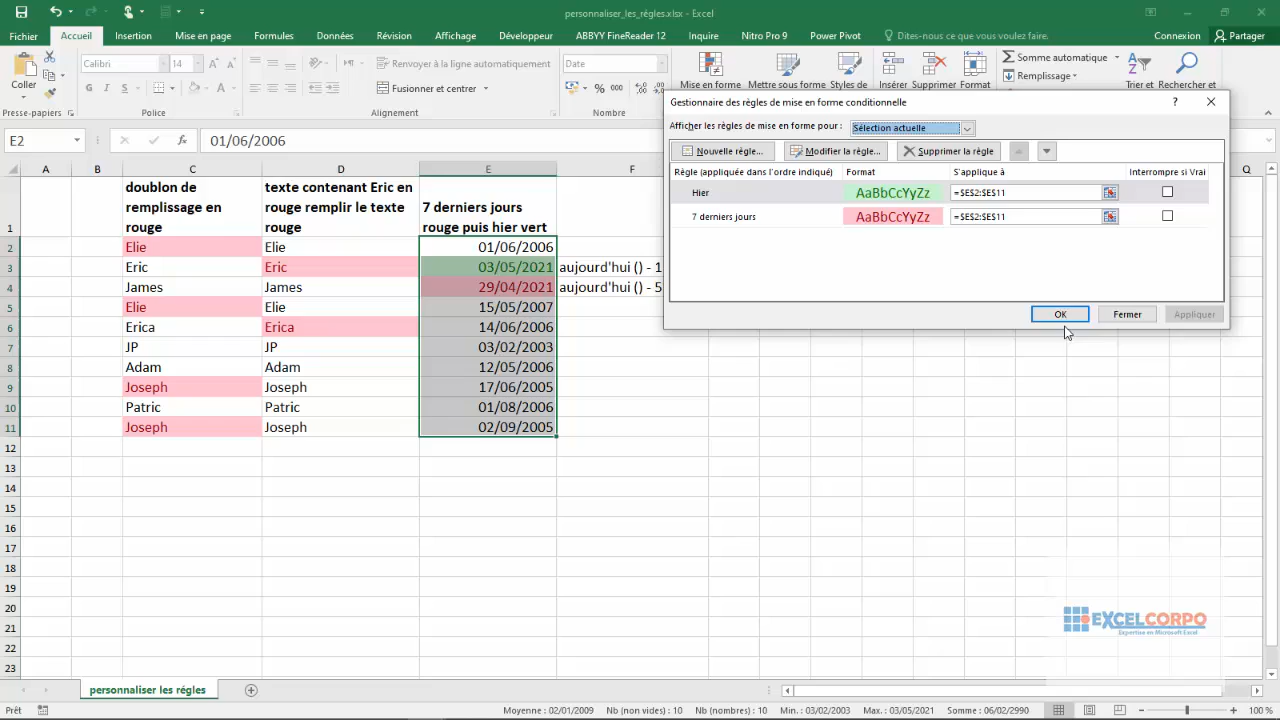 personnaliser_les_règles.xlsx - Excel
Fichier Accueil Insertion Mise en page Formules Données Révision Affichage Développeur ABBYY FineReader 12 Inquire Nitro Pro 9 Power Pivot Dites-nous ce que vous voulez faire. Connexion Partager
Coller
Calibri 14
Renvoyer à la ligne automatiquement
Date
Somme automatique
G N S
Fusionner et centrer
% 000
Mise en forme Mettre sous forme Styles de Insérer Supprimer Format
Remplissage
Trier et Rechercher et
Presse-papiers Police Alignement
Gestionnaire des règles de mise en forme conditionnelle ?
Afficher les règles de mise en forme pour : Sélection actuelle
Nouvelle règle... Modifier la règle... Supprimer la règle
Règle (appliquée dans l'ordre indiqué) Format S'applique à Interrompre si Vrai
Hier AaBbCcYyZz =$E$2:$E$11
7 derniers jours AaBbCcYyZz =$E$2:$E$11
OK Fermer Appliquer
E2 fx 01/06/2006
A B C D E F Q
1 doublon de remplissage en rouge texte contenant Eric en rouge remplir le texte rouge 7 derniers jours rouge puis hier vert
2 Elie Elie 01/06/2006
3 Eric Eric 03/05/2021 aujourd'hui () - 1
4 James James 29/04/2021 aujourd'hui () - 5
5 Elie Elie 15/05/2007
6 Erica Erica 14/06/2006
7 JP JP 03/02/2003
8 Adam Adam 12/05/2006
9 Joseph Joseph 17/06/2005
10 Patric Patric 01/08/2006
11 Joseph Joseph 02/09/2005
12
13
14
15
16
17
18
19
20
21
22
23
EXCELCORPO
Expertise en Microsoft Excel
personnaliser les règles
Prêt Moyenne : 02/01/2009 Nb (non vides) : 10 Nb (nombres) : 10 Min. : 03/02/2003 Max. : 03/05/2021 Somme : 06/02/2990 100 %